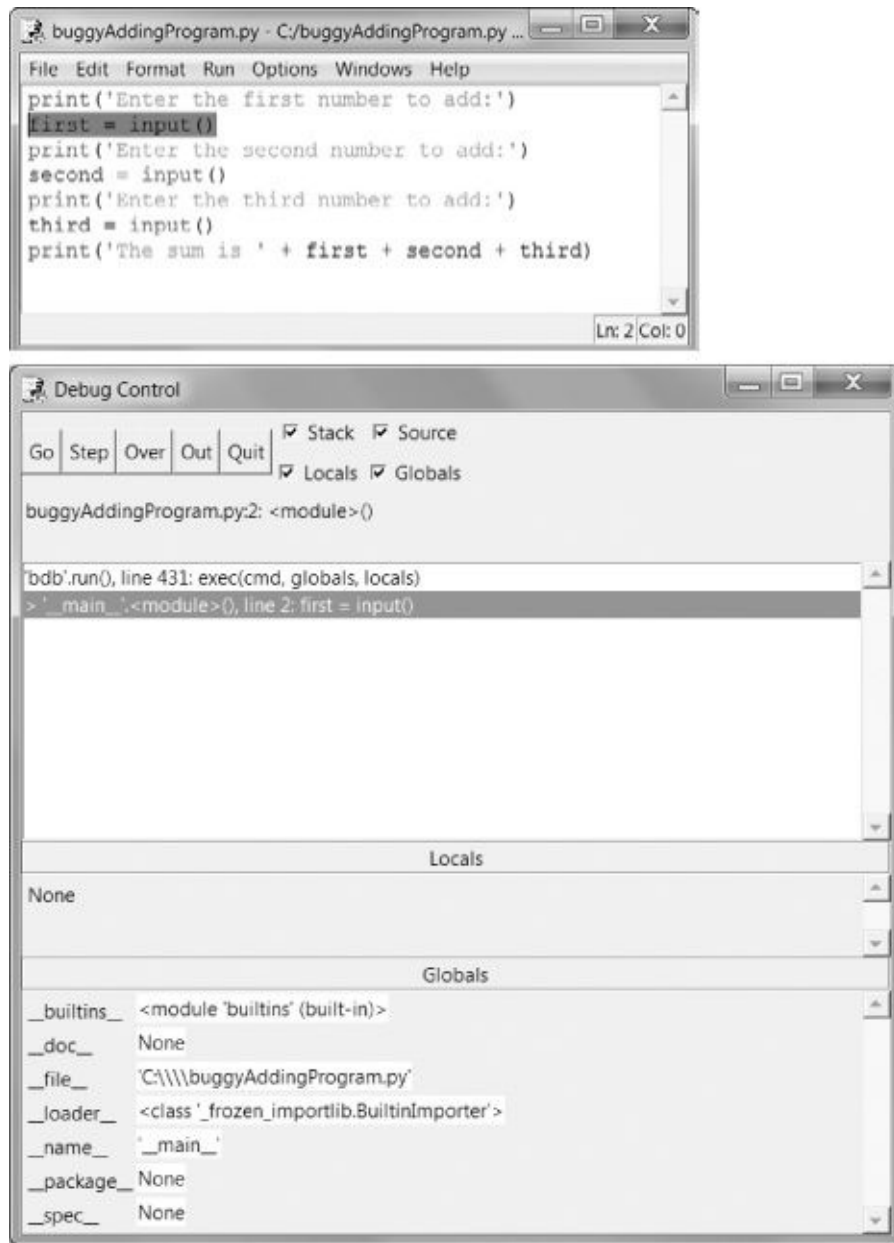 buggyAddingProgram.py - C:/buggyAddingProgram.py ...
File Edit Format Run Options Windows Help
print('Enter the first number to add:')
first = input()
print('Enter the second number to add:')
second = input()
print('Enter the third number to add:')
third = input()
print('The sum is ' + first + second + third)
Ln: 2 Col: 0
Debug Control
Go Step Over Out Quit
Stack Source
Locals Globals
buggyAddingProgram.py:2: <module>()
'bdb'.run(), line 431: exec(cmd, globals, locals)
> '__main__'.<module>(), line 2: first = input()
Locals
None
Globals
__builtins__ <module 'builtins' (built-in)>
__doc__ None
__file__ 'C:\\\\buggyAddingProgram.py'
__loader__ <class '_frozen_importlib.BuiltinImporter'>
__name__ '__main__'
__package__ None
__spec__ None